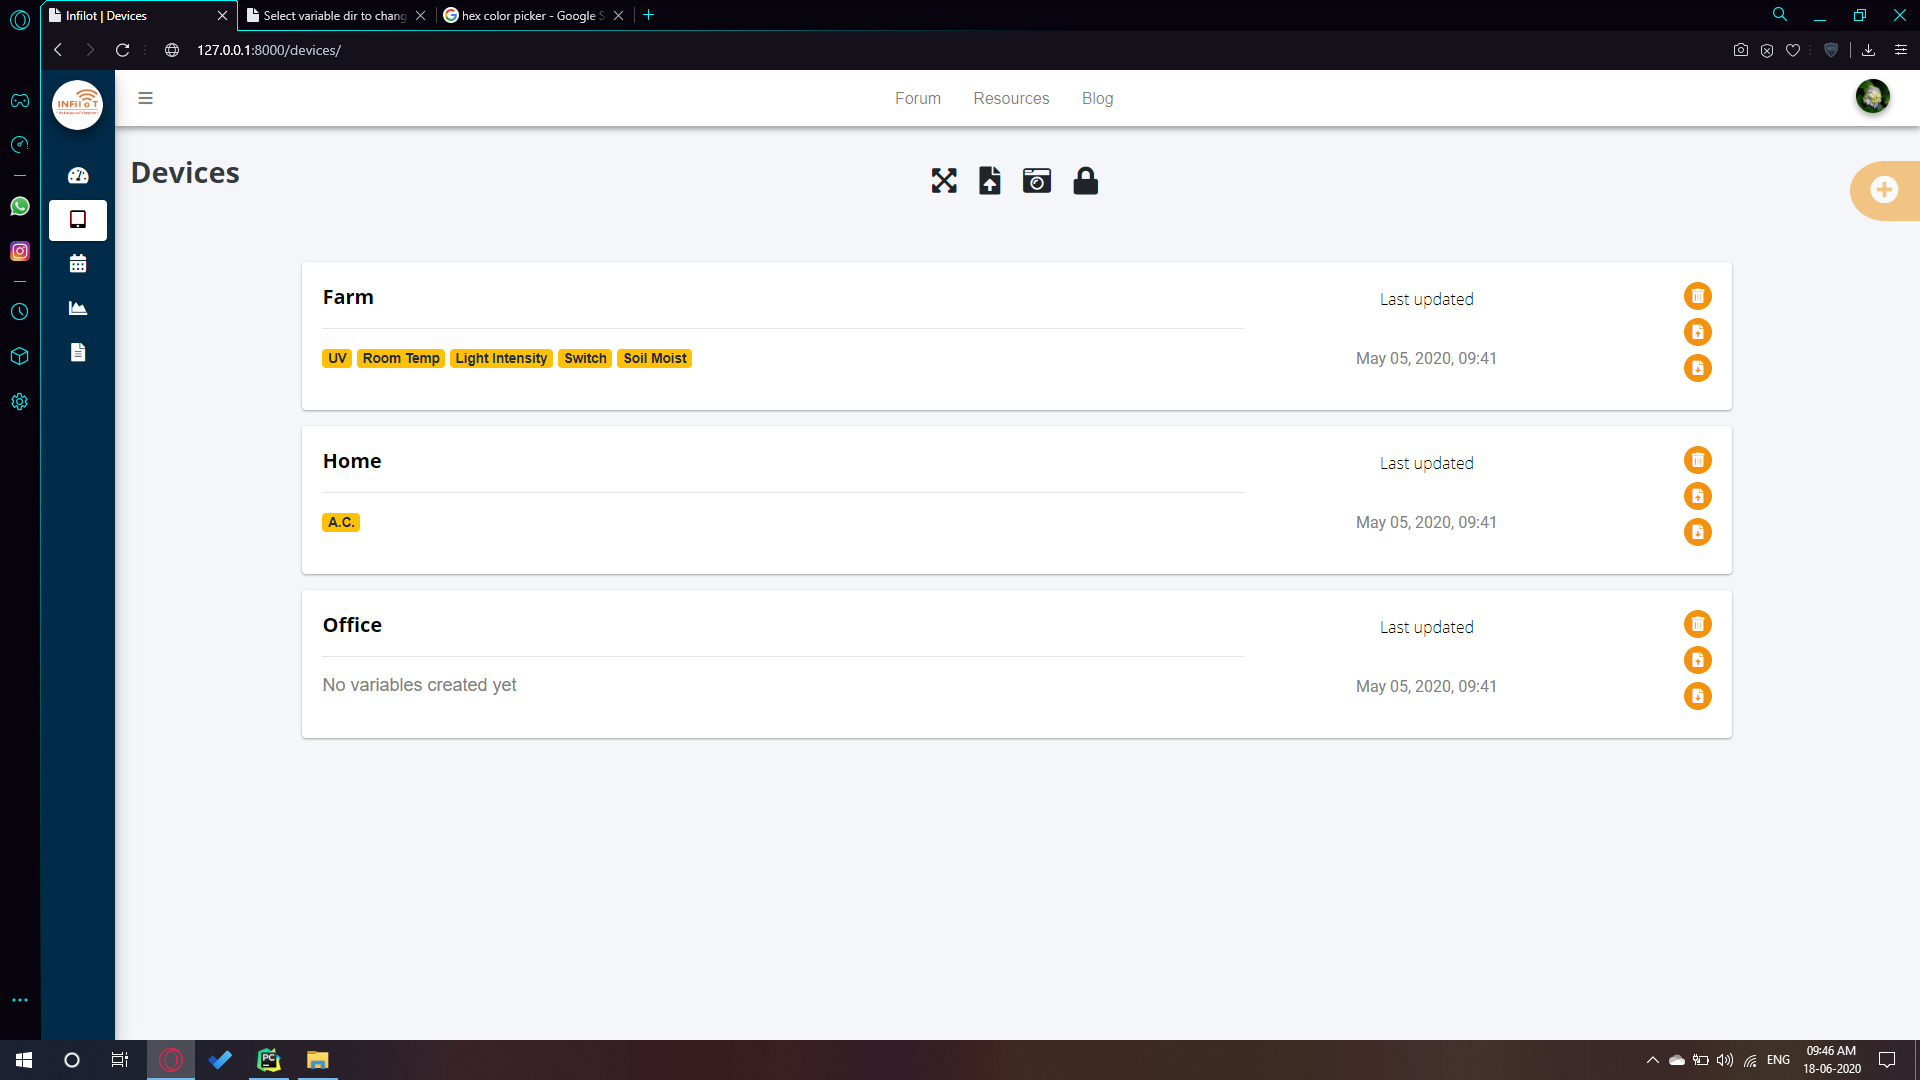 Infilot | Devices
Select variable dir to chang
hex color picker - Google S
127.0.0.1:8000/devices/
INFiIoT
Forum
Resources
Blog
Devices
Farm
Last updated
UV
Room Temp
Light Intensity
Switch
Soil Moist
May 05, 2020, 09:41
Home
Last updated
A.C.
May 05, 2020, 09:41
Office
Last updated
No variables created yet
May 05, 2020, 09:41
PC
ENG
09:46 AM
18-06-2020